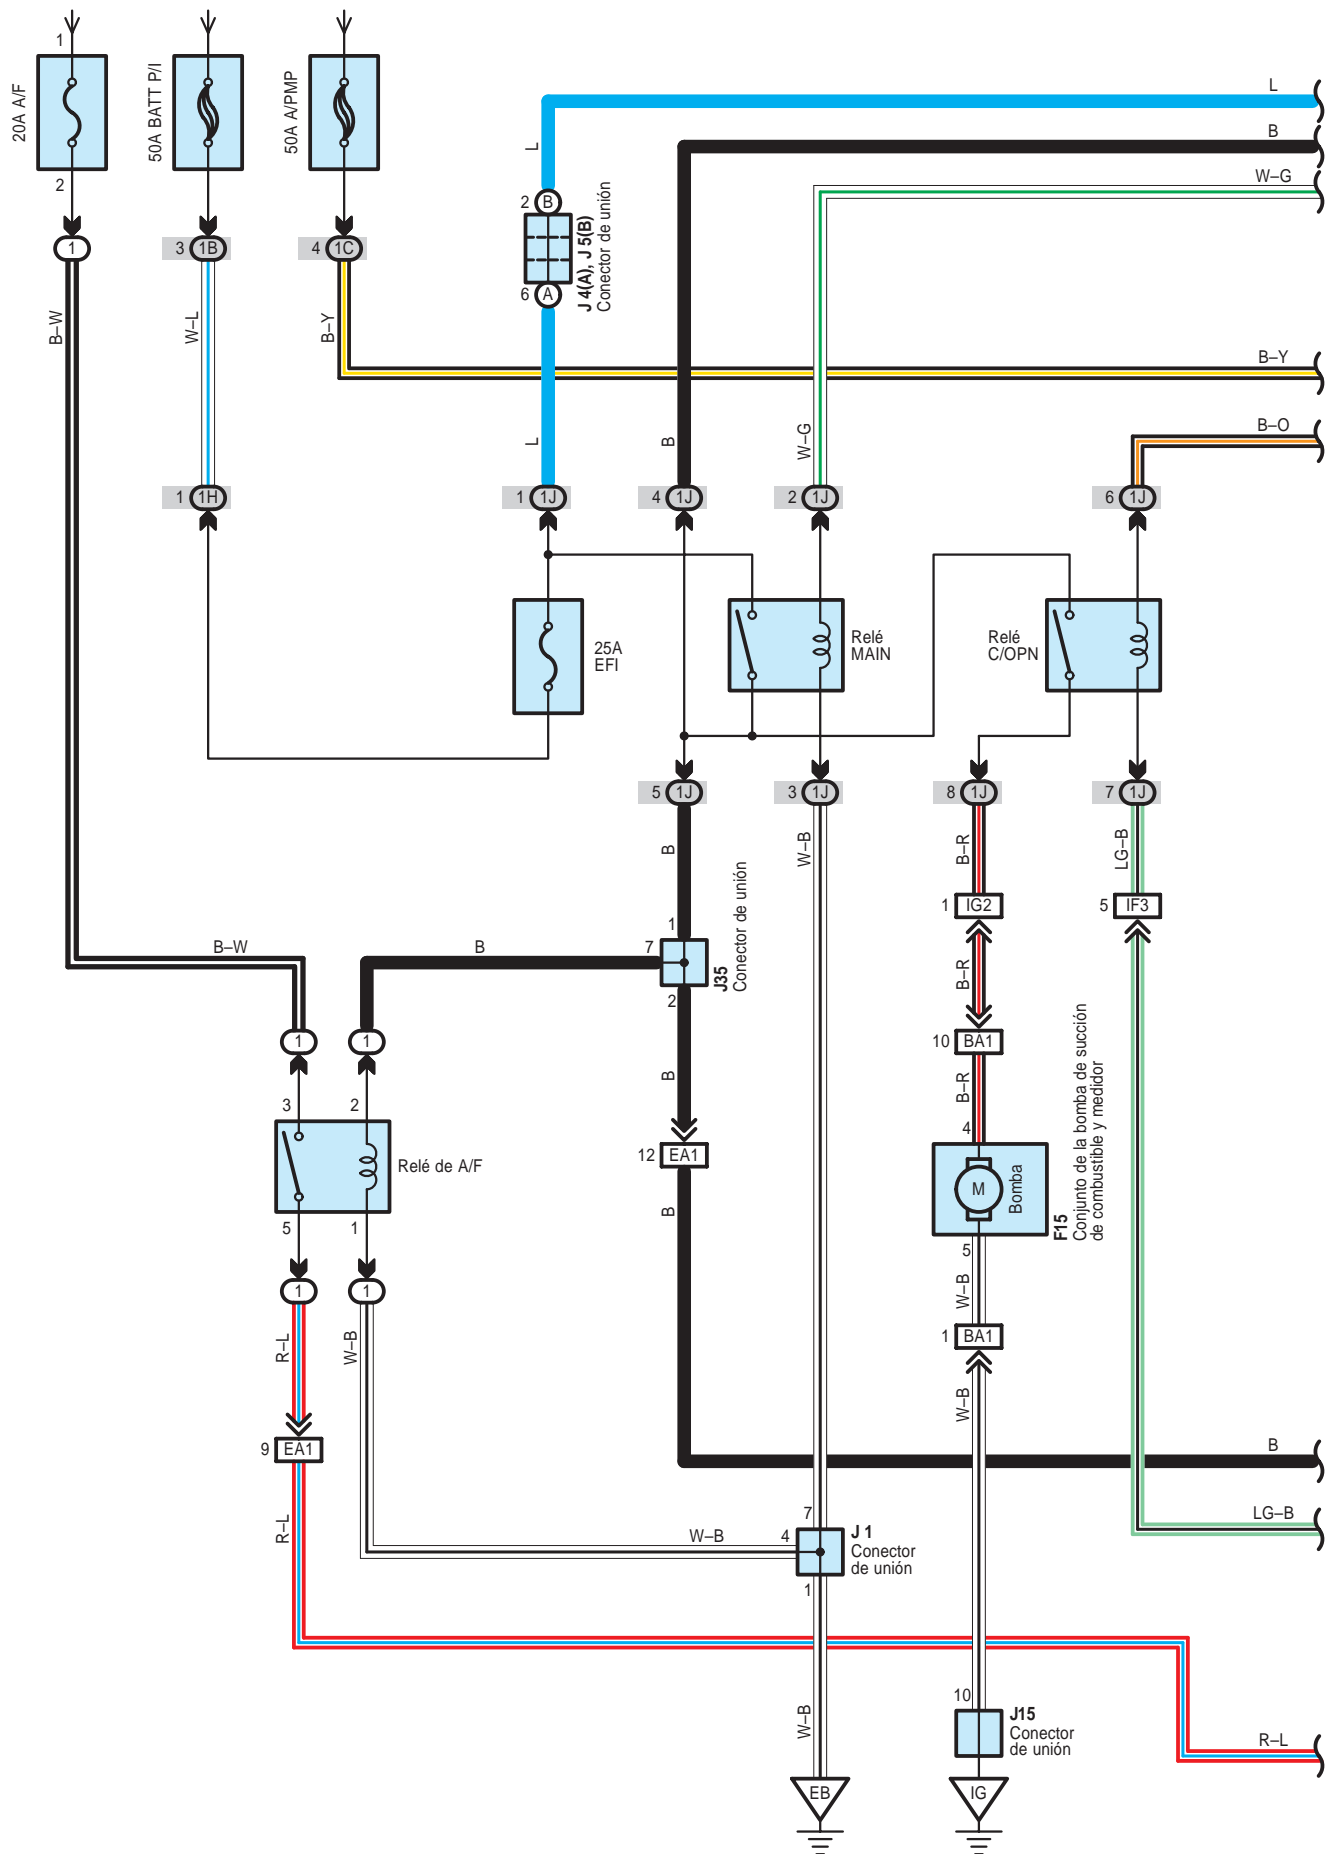 1
20A A/F
2
1
50A BATT P/I
3 1B
50A A/PMP
4 1C
L
B
W–G
L
2 B
J 4(A), J 5(B)
Conector de unión
6 A
B–W
W–L
B–Y
B–Y
B–O
L
B
W–G
1 1H
1 1J
4 1J
2 1J
6 1J
25A
EFI
Relé
MAIN
Relé
C/OPN
5 1J
3 1J
8 1J
7 1J
B
W–B
B–R
LG–B
1 IG2
5 IF3
B–W
B
1
7
2
J35
Conector de unión
B–R
1
1
10 BA1
B
B–R
3
2
4
Relé de A/F
12 EA1
M
Bomba
F15
Conjunto de la bomba de succión
de combustible y medidor
5
1
B
5
W–B
1
1
1 BA1
R–L
W–B
W–B
9 EA1
B
R–L
W–B
7
4
1
J 1
Conector
de unión
LG–B
W–B
10
J15
Conector
de unión
R–L
EB
IG